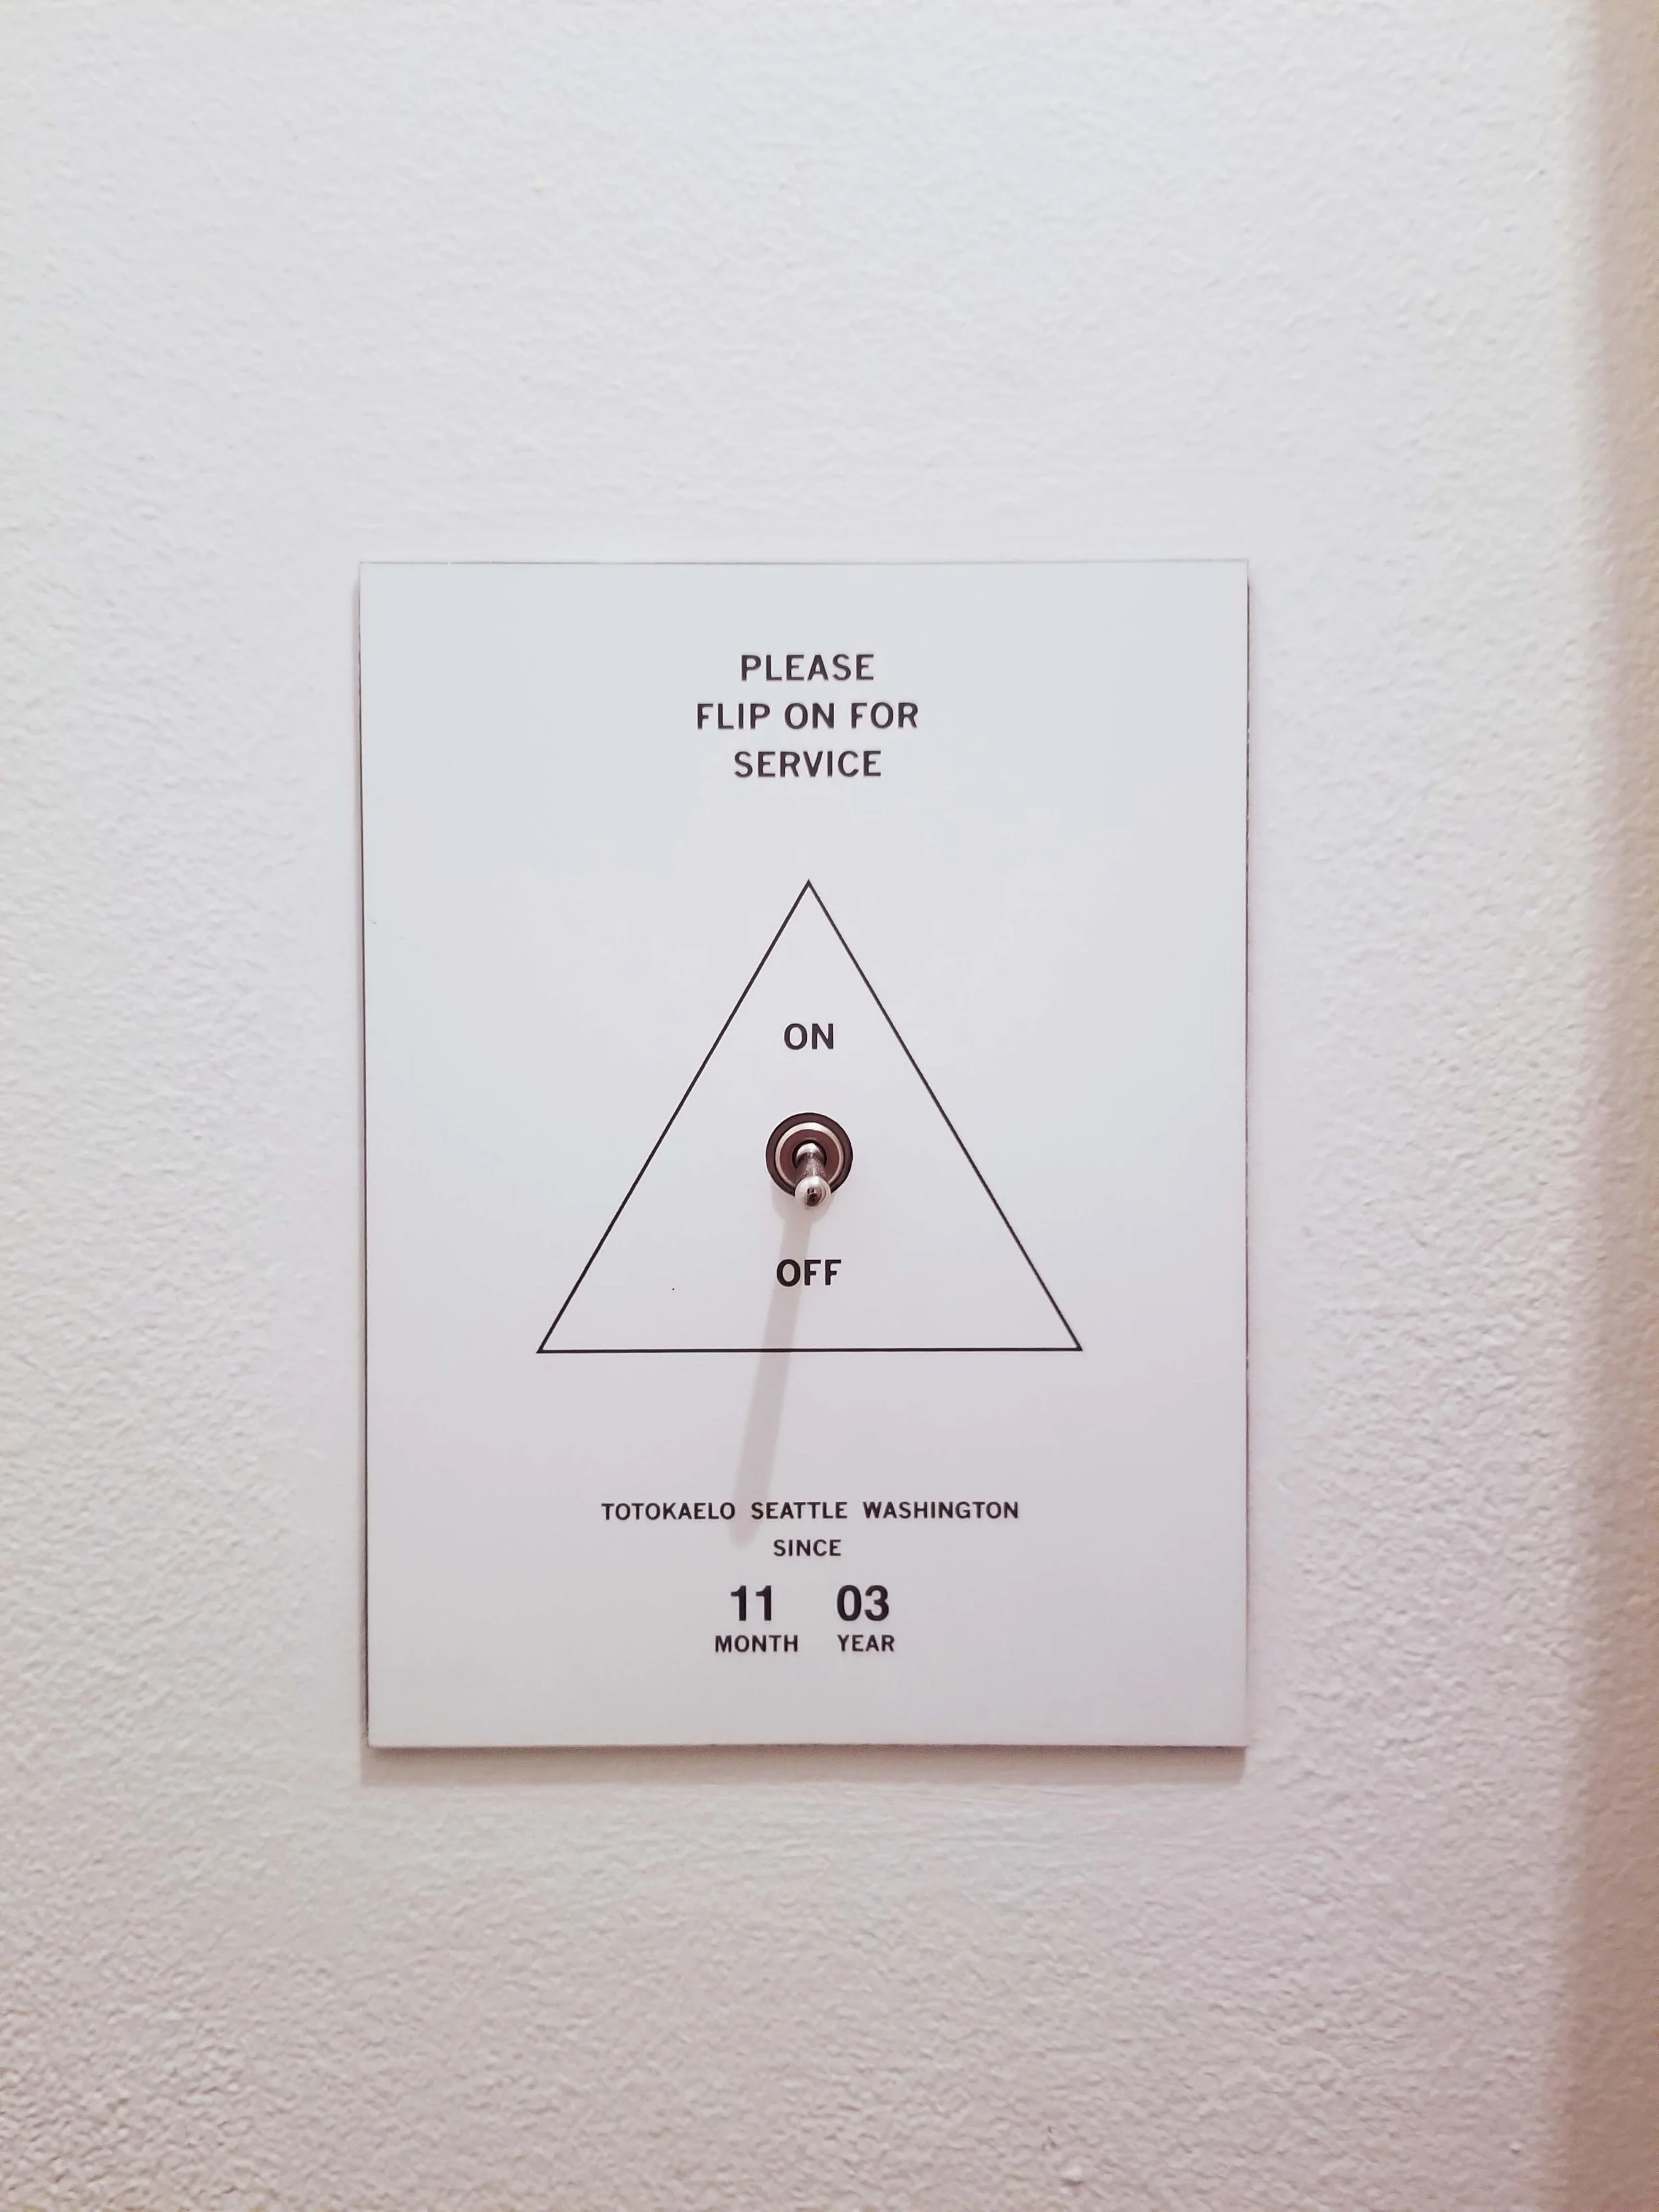 PLEASE
FLIP ON FOR
SERVICE
ON
OFF
TOTOKAELO SEATTLE WASHINGTON
SINCE
11 03
MONTH YEAR